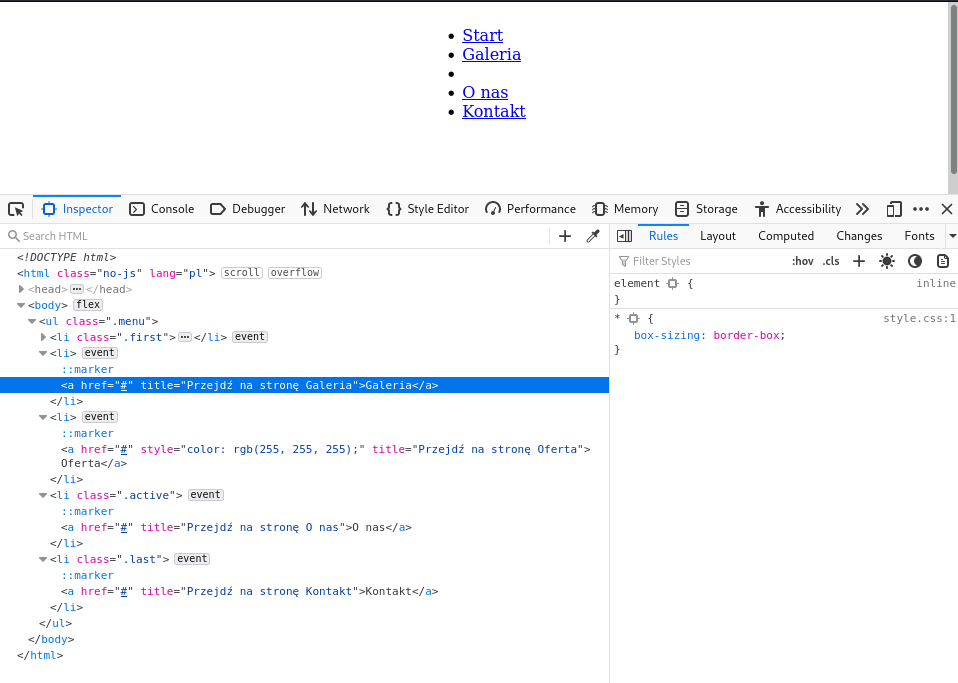 Start
Galeria
O nas
Kontakt
Inspector Console Debugger Network Style Editor Performance Memory Storage Accessibility
Search HTML
Rules Layout Computed Changes Fonts
Filter Styles :hov .cls
<!DOCTYPE html>
<html class="no-js" lang="pl"> scroll overflow
<head> ••• </head>
<body> flex
<ul class=".menu">
<li class=".first"> ••• </li> event
<li> event
::marker
<a href="#" title="Przejdź na stronę Galeria">Galeria</a>
</li>
<li> event
::marker
<a href="#" style="color: rgb(255, 255, 255);" title="Przejdź na stronę Oferta">
Oferta</a>
</li>
<li class=".active"> event
::marker
<a href="#" title="Przejdź na stronę O nas">O nas</a>
</li>
<li class=".last"> event
::marker
<a href="#" title="Przejdź na stronę Kontakt">Kontakt</a>
</li>
</ul>
</body>
</html>
element { inline
}
* { style.css:1
box-sizing: border-box;
}